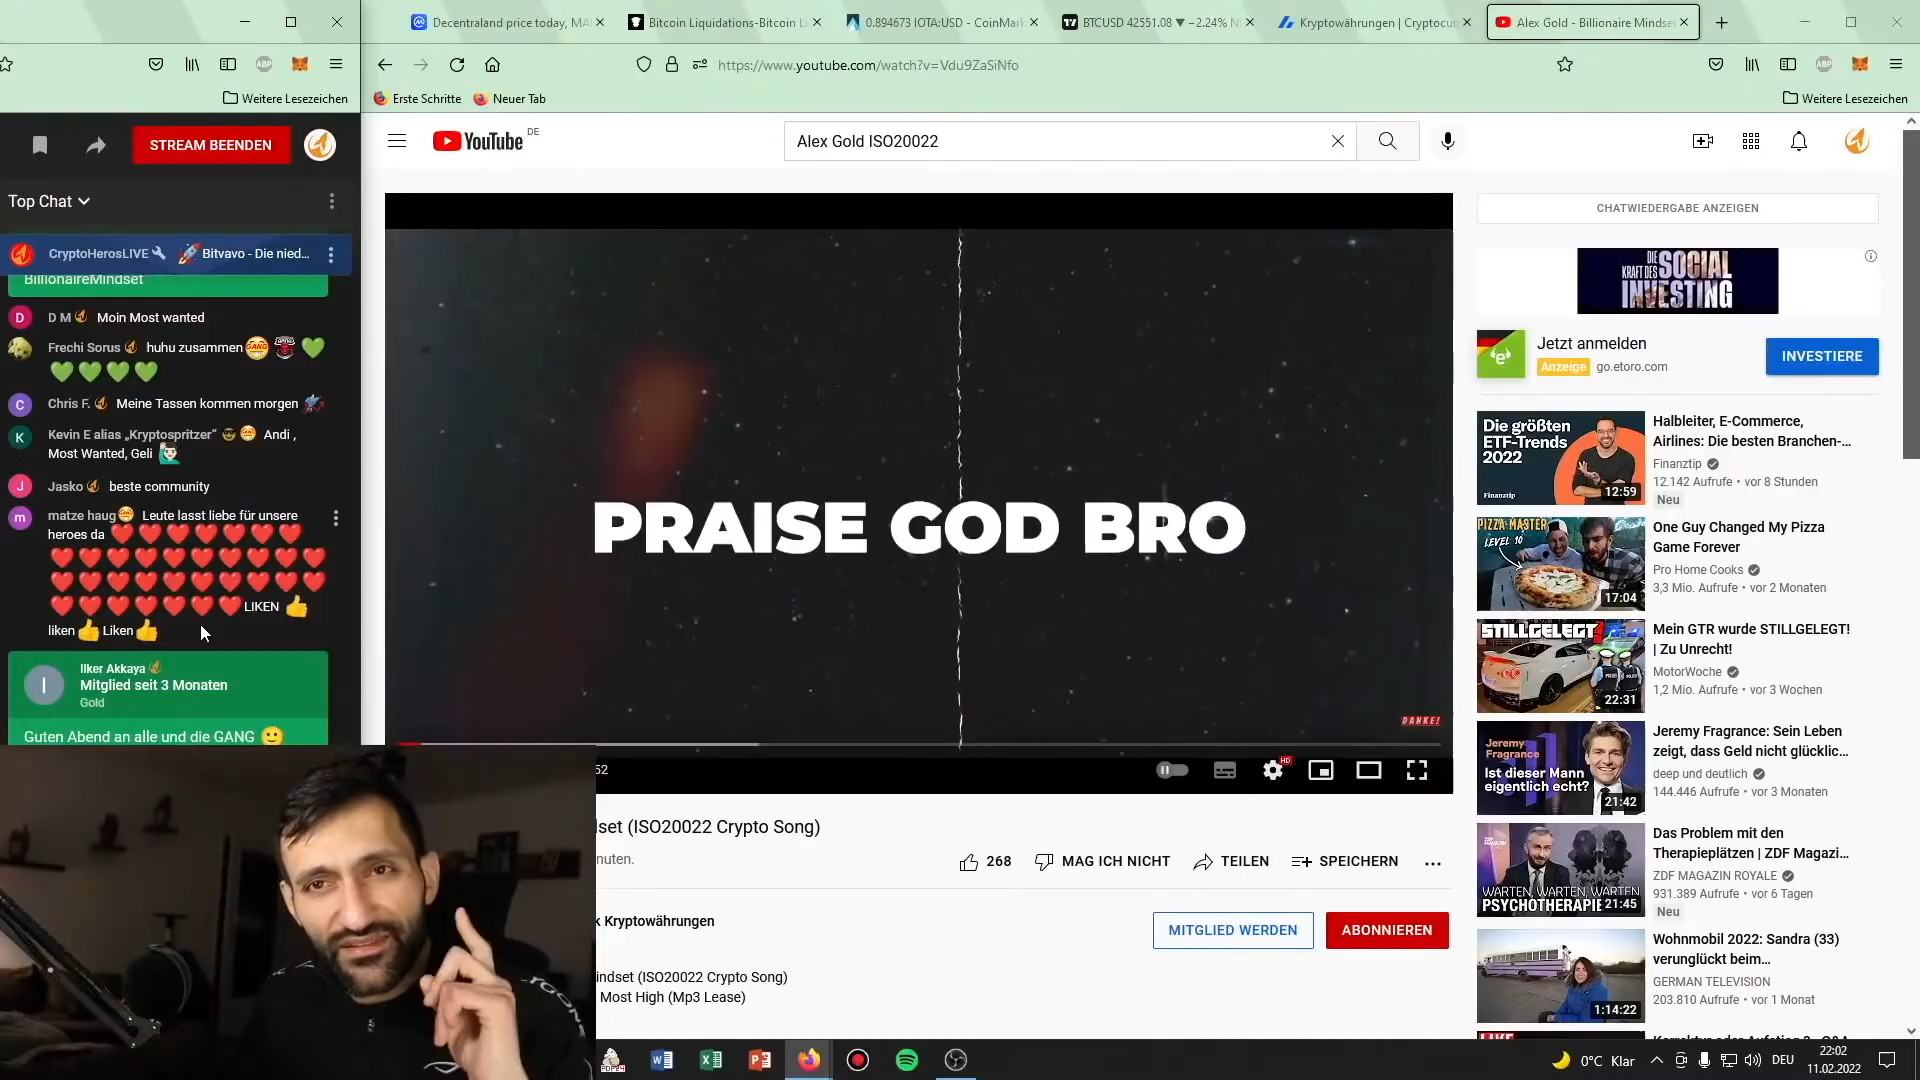 Decentraland price today, MA
Bitcoin Liquidations-Bitcoin Li
0.894673 IOTA:USD - CoinMark
BTCUSD 42551.08 ▼ −2.24% N
Kryptowährungen | Cryptocur
Alex Gold - Billionaire Mindse
https://www.youtube.com/watch?v=Vdu9ZaSiNfo
Weitere Lesezeichen
Erste Schritte
Neuer Tab
Weitere Lesezeichen
STREAM BEENDEN
YouTube DE
Alex Gold ISO20022
Top Chat
CryptoHerosLIVE
Bitvavo - Die nied...
BillionaireMindset
D M Moin Most wanted
Frechi Sorus huhu zusammen
C Chris F. Meine Tassen kommen morgen
K Kevin E alias „Kryptospritzer“ Andi ,
Most Wanted, Geli
J Jasko beste community
m matze haug Leute lasst liebe für unsere
heroes da
LIKEN
liken Liken
I Ilker Akkaya
Mitglied seit 3 Monaten
Gold
Guten Abend an alle und die GANG
PRAISE GOD BRO
DANKE!
52
HD
set (ISO20022 Crypto Song)
nuten.
268
MAG ICH NICHT
TEILEN
SPEICHERN
k Kryptowährungen
MITGLIED WERDEN
ABONNIEREN
indset (ISO20022 Crypto Song)
Most High (Mp3 Lease)
CHATWIEDERGABE ANZEIGEN
DIE
KRAFT DES
SOCIAL
INVESTING
Jetzt anmelden
Anzeige go.etoro.com
INVESTIERE
Die größten
ETF-Trends
2022
Finanztip
12:59
Halbleiter, E-Commerce,
Airlines: Die besten Branchen-...
Finanztip
12.142 Aufrufe • vor 8 Stunden
Neu
PIZZA MASTER
LEVEL 10
17:04
One Guy Changed My Pizza
Game Forever
Pro Home Cooks
3,3 Mio. Aufrufe • vor 2 Monaten
STILLGELEGT?
22:31
Mein GTR wurde STILLGELEGT!
| Zu Unrecht!
MotorWoche
1,2 Mio. Aufrufe • vor 3 Wochen
Jeremy
Fragrance:
Ist dieser Mann
eigentlich echt?
21:42
Jeremy Fragrance: Sein Leben
zeigt, dass Geld nicht glücklic...
deep und deutlich
144.446 Aufrufe • vor 3 Monaten
WARTEN, WARTEN, WARTEN
PSYCHOTHERAPIE
21:45
Das Problem mit den
Therapieplätzen | ZDF Magazi...
ZDF MAGAZIN ROYALE
931.389 Aufrufe • vor 6 Tagen
Neu
1:14:22
Wohnmobil 2022: Sandra (33)
verunglückt beim...
GERMAN TELEVISION
203.810 Aufrufe • vor 1 Monat
0°C Klar
DEU
22:02
11.02.2022